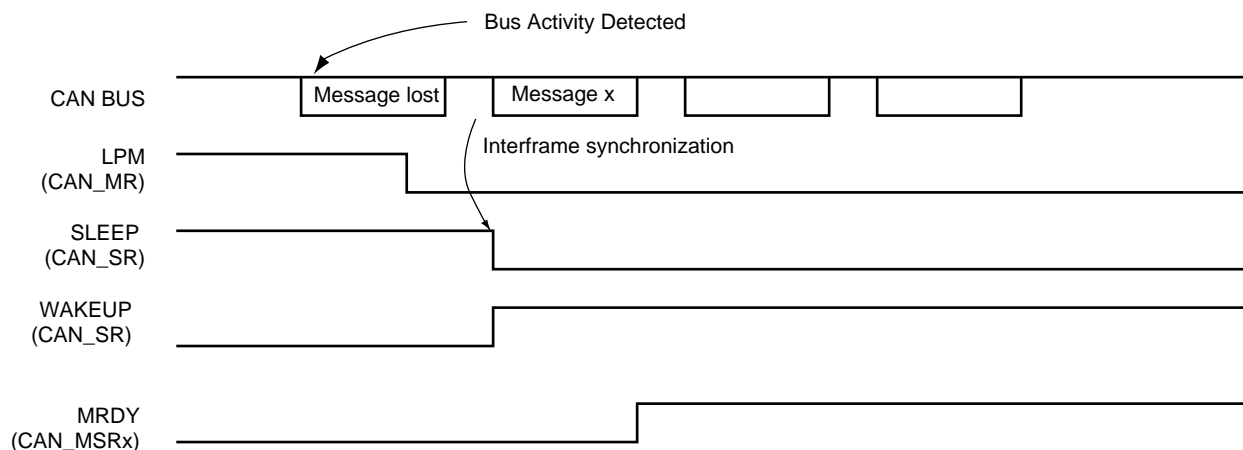 Bus Activity Detected
CAN BUS
Message lost
Message x
Interframe synchronization
LPM
(CAN_MR)
SLEEP
(CAN_SR)
WAKEUP
(CAN_SR)
MRDY
(CAN_MSRx)